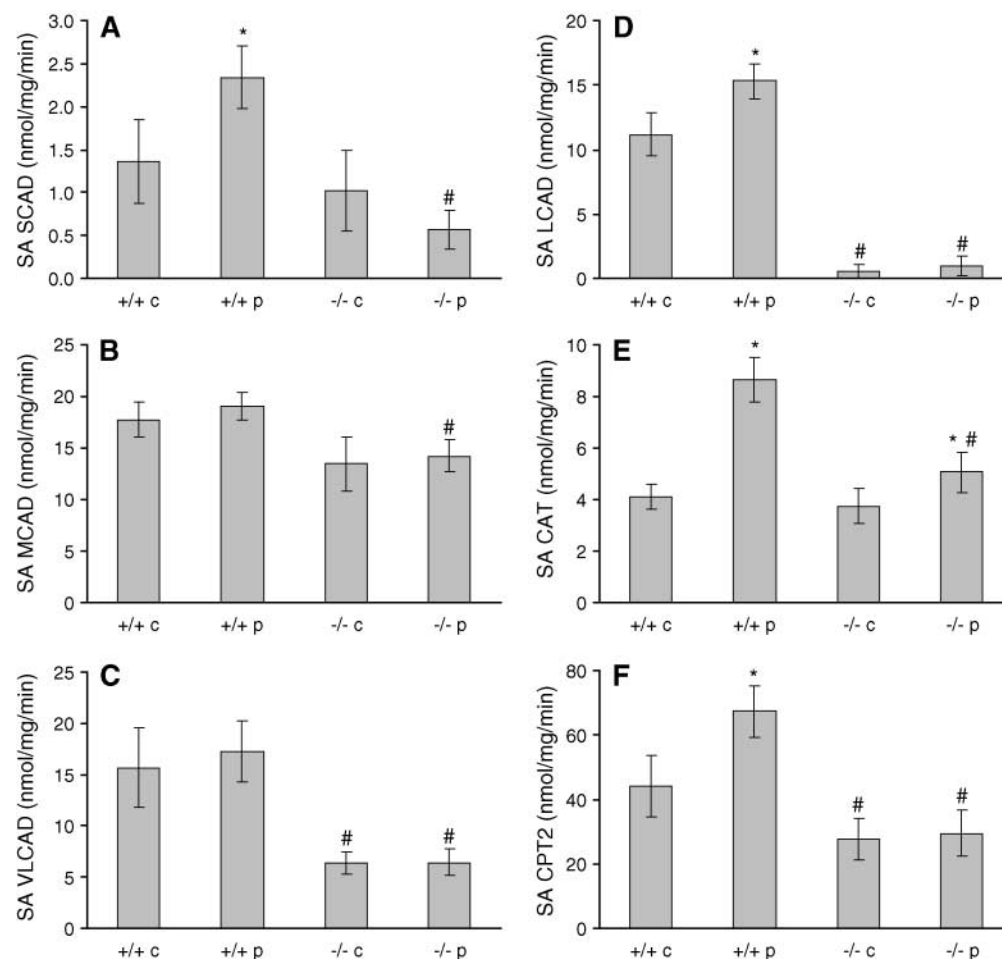 A
SA SCAD (nmol/mg/min)
3.0
2.5
2.0
1.5
1.0
0.5
0.0
*
#
+/+ c
+/+ p
-/- c
-/- p
B
SA MCAD (nmol/mg/min)
25
20
15
10
5
0
#
+/+ c
+/+ p
-/- c
-/- p
C
SA VLCAD (nmol/mg/min)
25
20
15
10
5
0
#
#
+/+ c
+/+ p
-/- c
-/- p
D
SA LCAD (nmol/mg/min)
20
15
10
5
0
*
#
#
+/+ c
+/+ p
-/- c
-/- p
E
SA CAT (nmol/mg/min)
10
8
6
4
2
0
*
* #
+/+ c
+/+ p
-/- c
-/- p
F
SA CPT2 (nmol/mg/min)
80
60
40
20
0
*
#
#
+/+ c
+/+ p
-/- c
-/- p